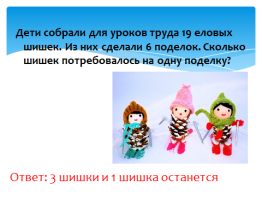 Дети собрали для уроков труда 19 еловых
шишек. Из них сделали 6 поделок. Сколько
шишек потребовалось на одну поделку?
Ответ: 3 шишки и 1 шишка останется